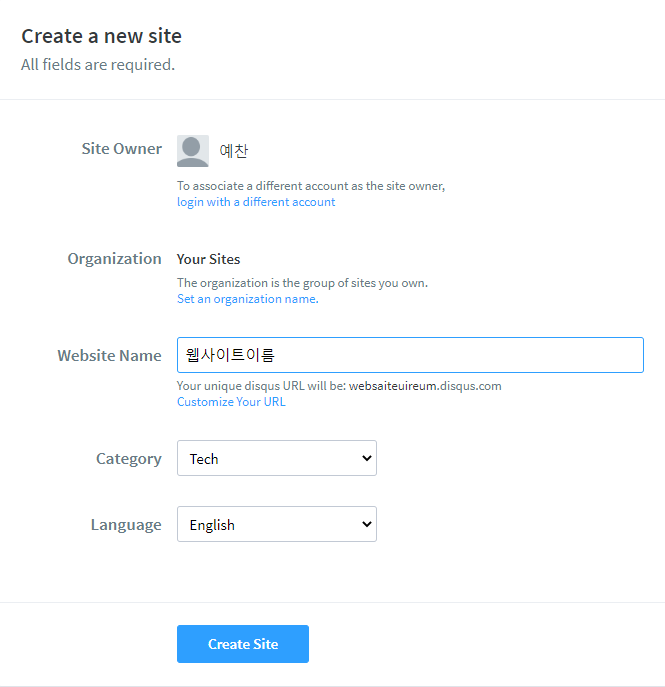 Create a new site
All fields are required.
Site Owner
예찬
To associate a different account as the site owner,
login with a different account
Organization
Your Sites
The organization is the group of sites you own.
Set an organization name.
Website Name
웹사이트이름
Your unique disqus URL will be: websaiteuireum.disqus.com
Customize Your URL
Category
Tech
Language
English
Create Site